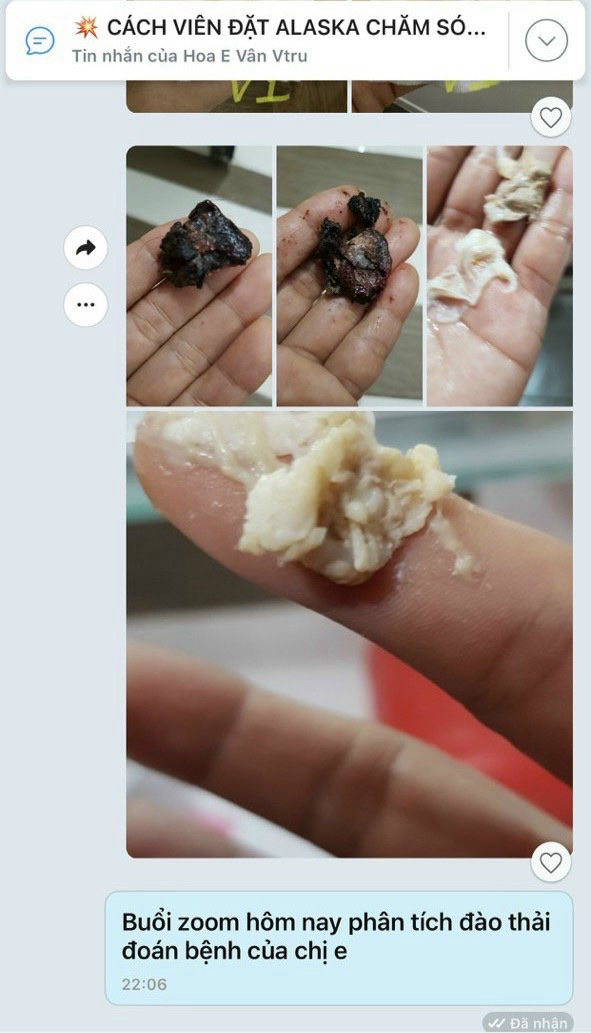 💥 CÁCH VIÊN ĐẶT ALASKA CHĂM SÓ...
Tin nhắn của Hoa E Vân Vtru
Buổi zoom hôm nay phân tích đào thải
đoán bệnh của chị e
22:06
Đã nhận